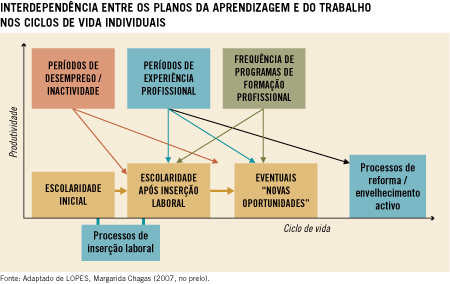 INTERDEPENDÊNCIA ENTRE OS PLANOS DA APRENDIZAGEM E DO TRABALHO
NOS CICLOS DE VIDA INDIVIDUAIS
Produtividade
PERÍODOS DE
DESEMPREGO /
INACTIVIDADE
PERÍODOS DE
EXPERIÊNCIA
PROFISSIONAL
FREQUÊNCIA DE
PROGRAMAS DE
FORMAÇÃO
PROFISSIONAL
ESCOLARIDADE
INICIAL
ESCOLARIDADE
APÓS INSERÇÃO
LABORAL
EVENTUAIS
“NOVAS
OPORTUNIDADES”
Processos de
reforma /
envelhecimento
activo
Processos de
inserção laboral
Ciclo de vida
Fonte: Adaptado de LOPES, Margarida Chagas (2007, no prelo).